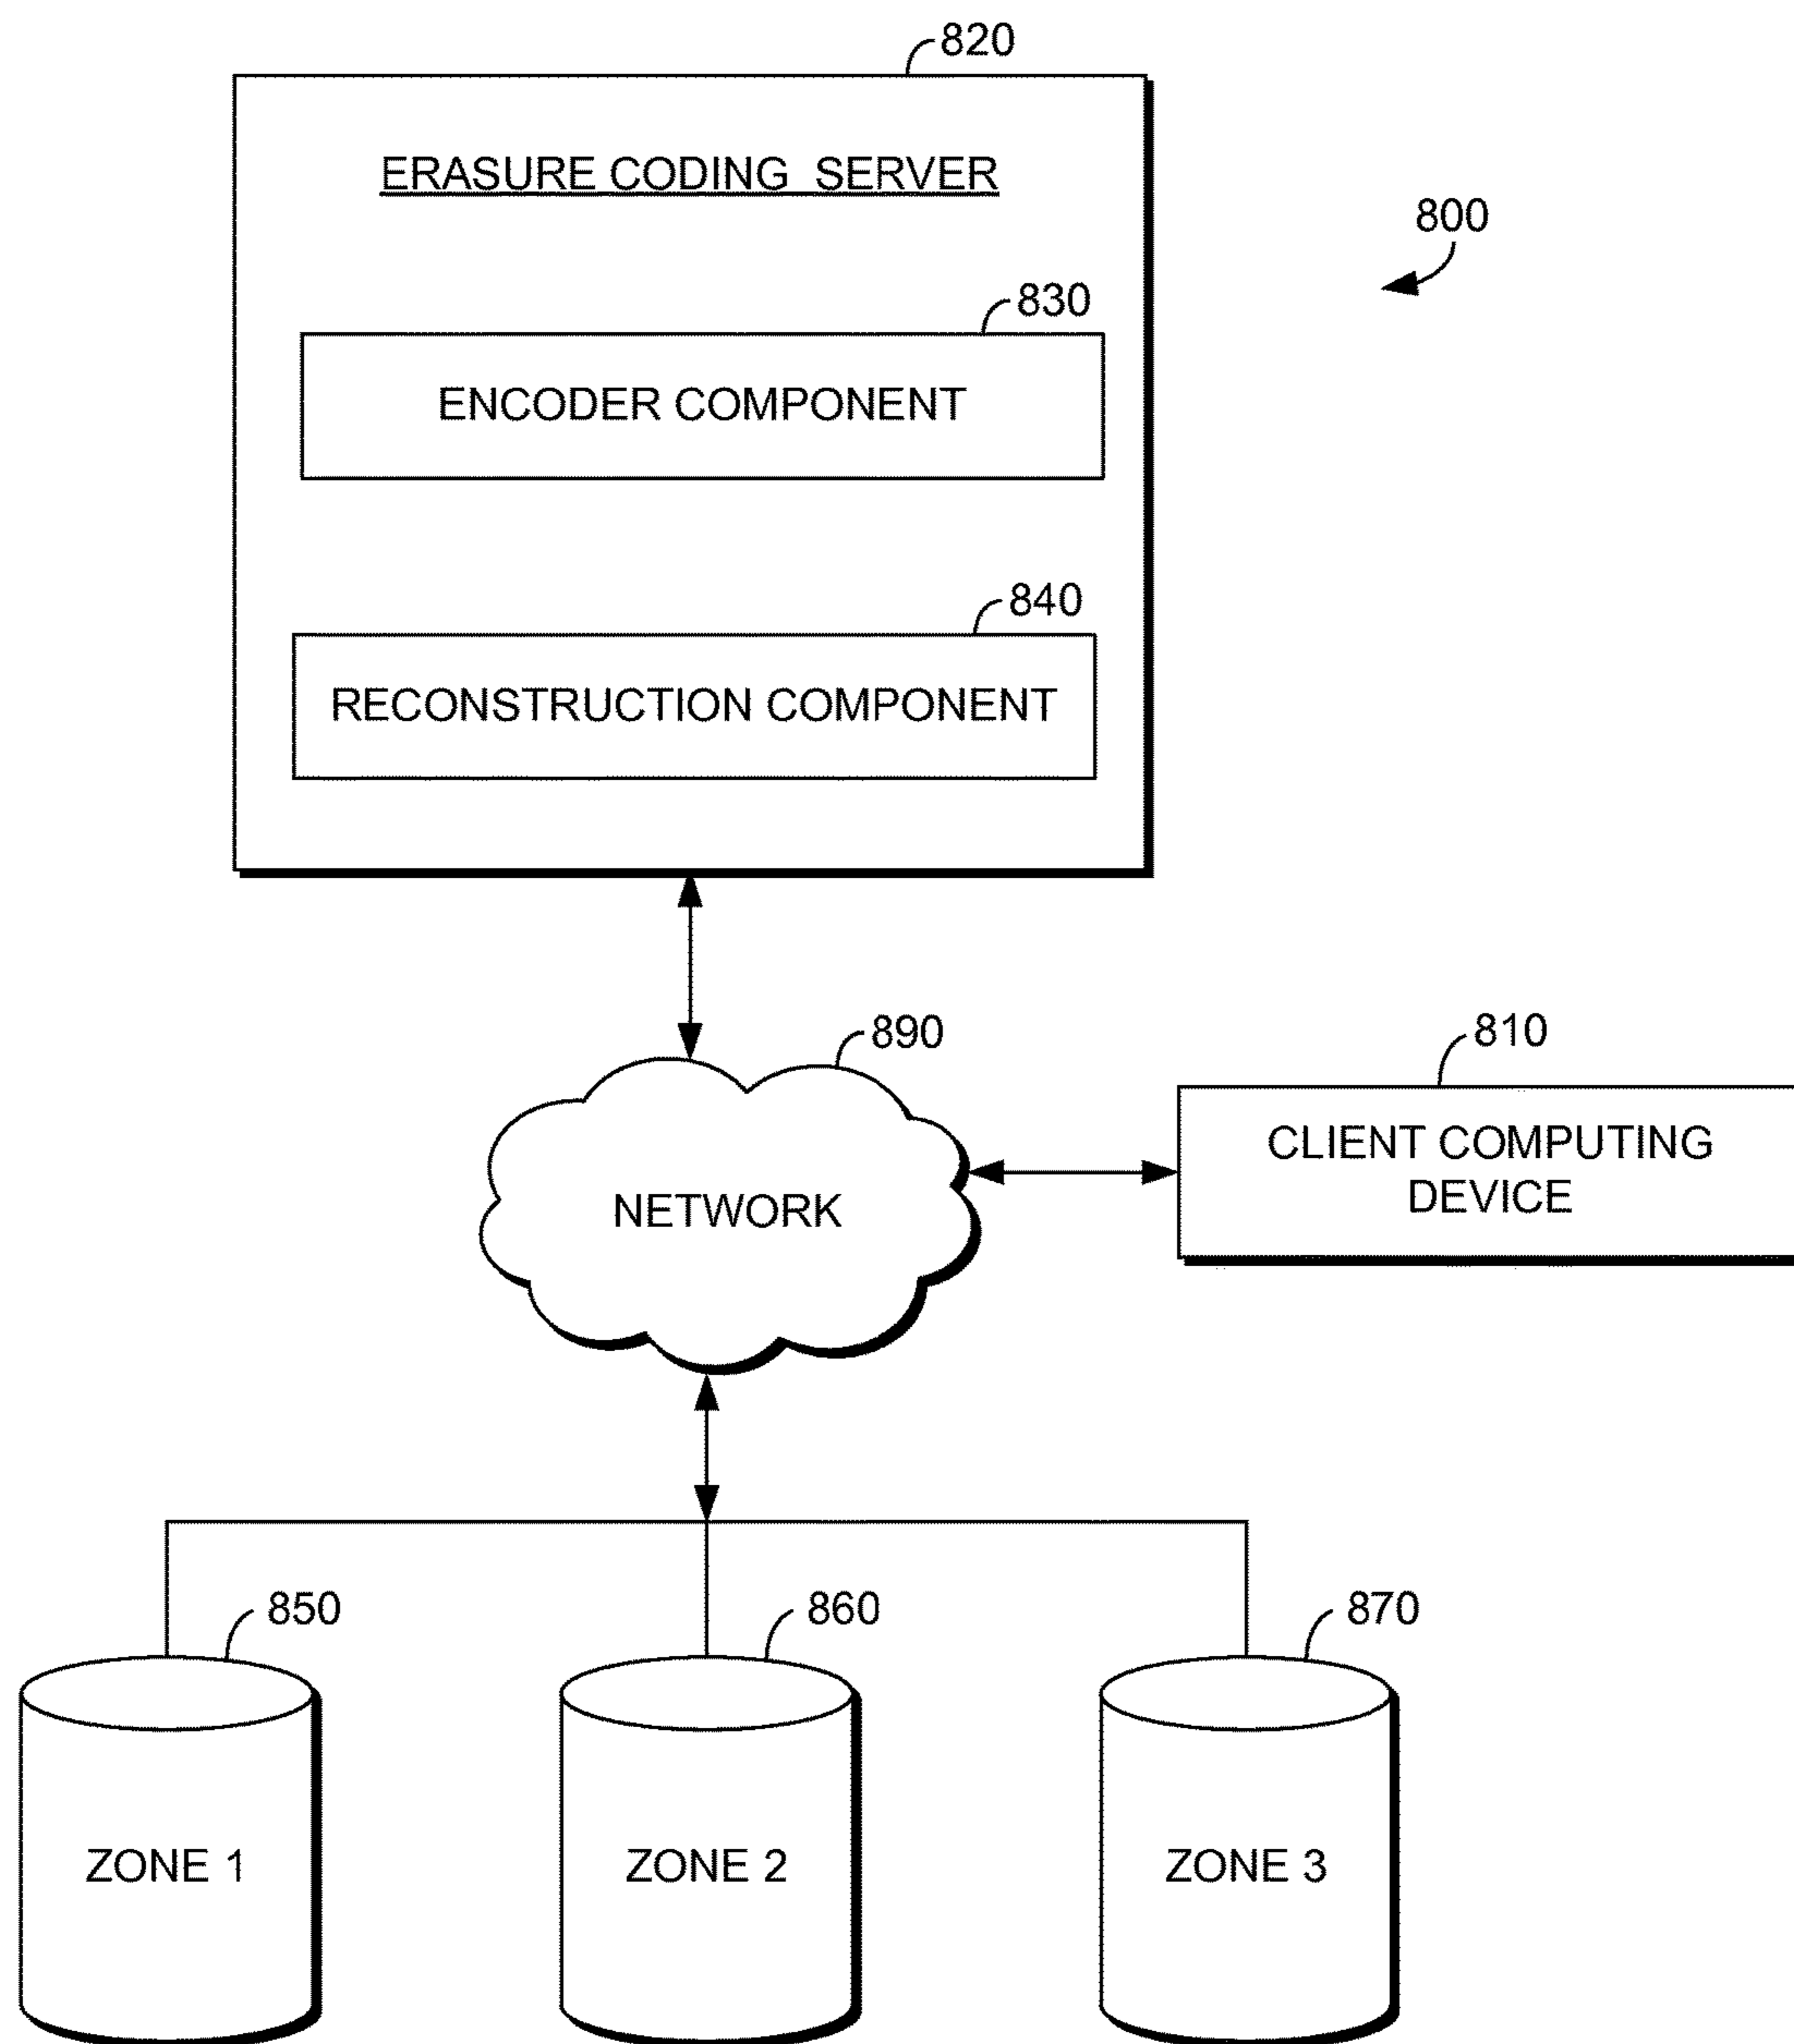 820
ERASURE CODING SERVER
800
830
ENCODER COMPONENT
840
RECONSTRUCTION COMPONENT
890
810
CLIENT COMPUTING
DEVICE
NETWORK
850
860
870
ZONE 1
ZONE 2
ZONE 3